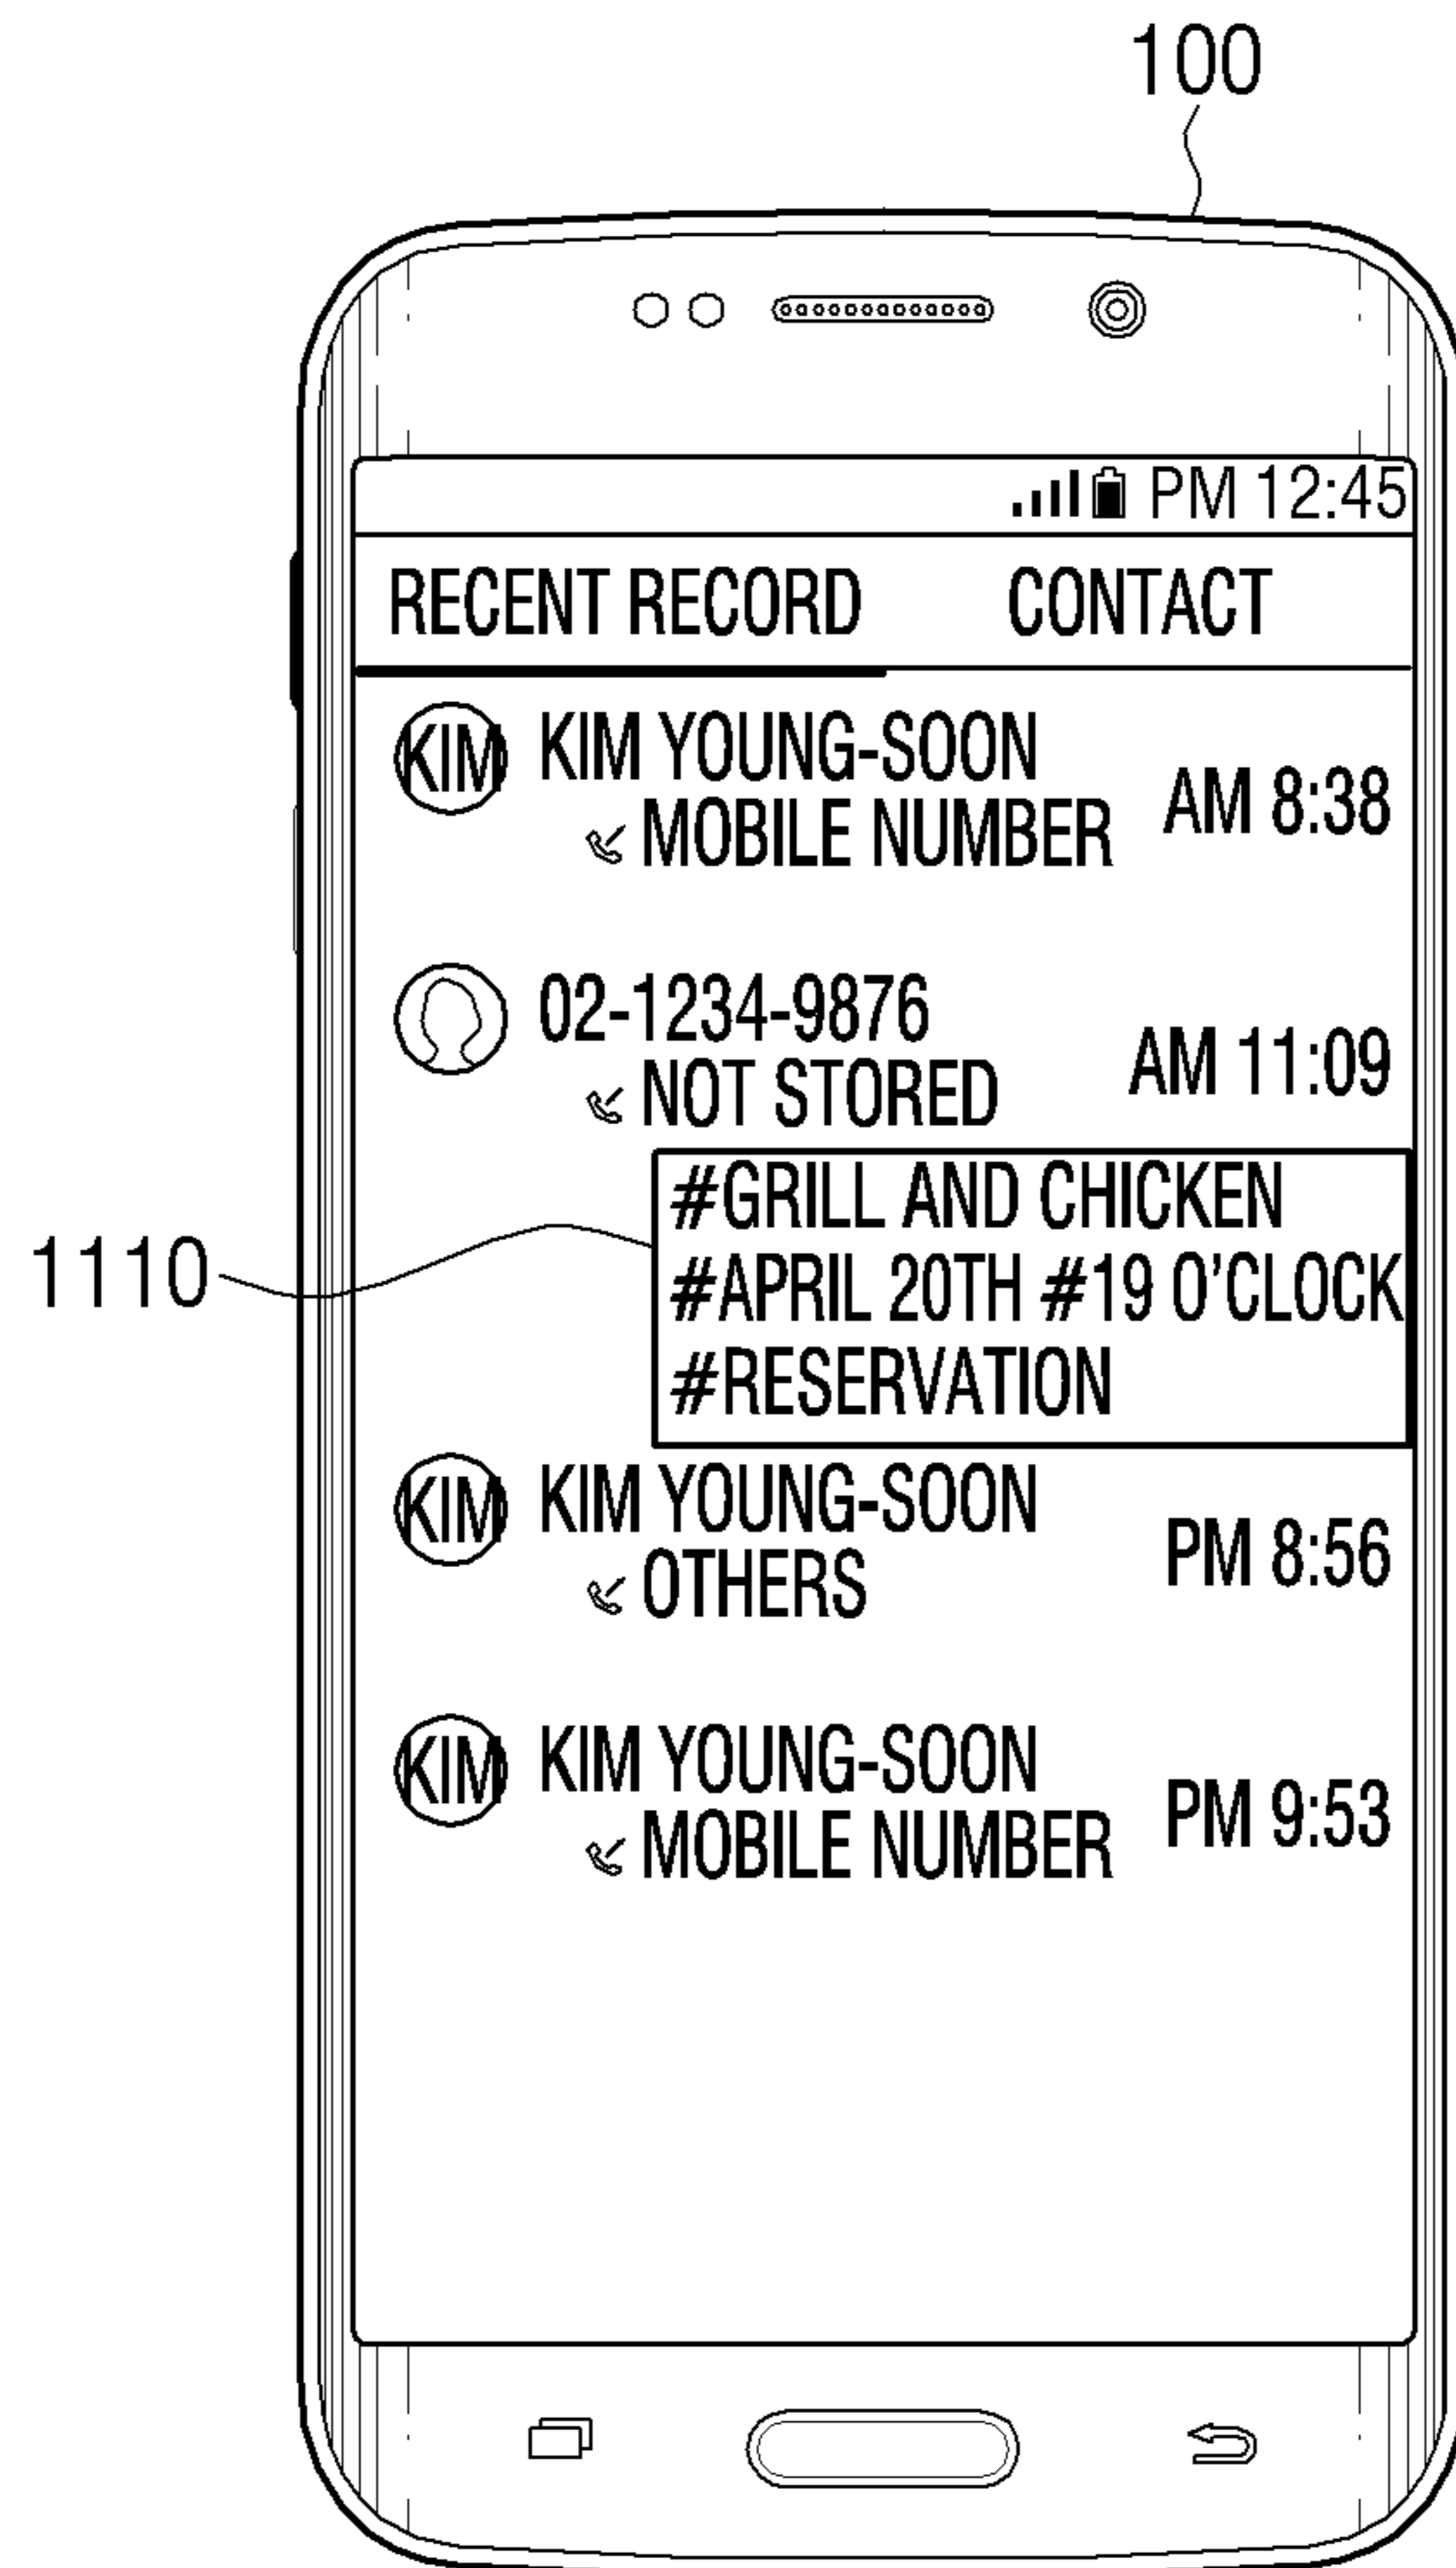 100
PM 12:45
RECENT RECORD CONTACT
KIM KIM YOUNG-SOON
MOBILE NUMBER AM 8:38
02-1234-9876
NOT STORED AM 11:09
#GRILL AND CHICKEN
#APRIL 20TH #19 O'CLOCK
#RESERVATION
1110
KIM KIM YOUNG-SOON
OTHERS PM 8:56
KIM KIM YOUNG-SOON
MOBILE NUMBER PM 9:53